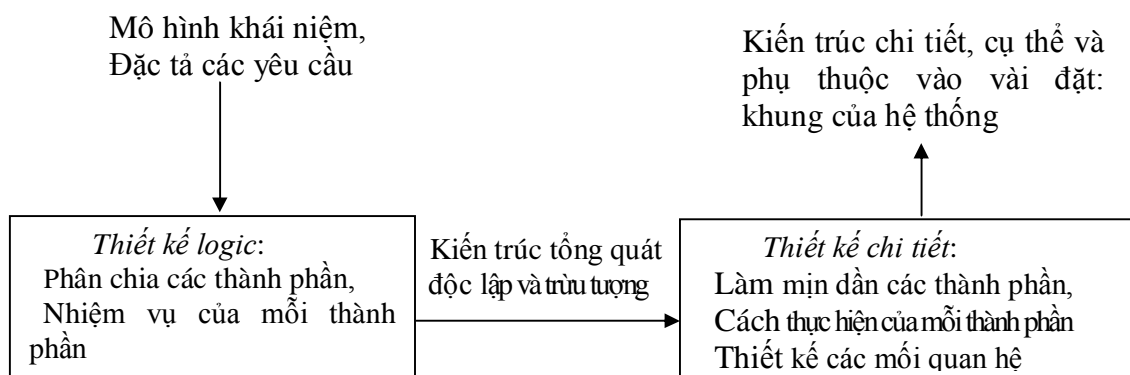 Mô hình khái niệm,
Đặc tả các yêu cầu
Kiến trúc chi tiết, cụ thể và
phụ thuộc vào vài đặt:
khung của hệ thống
Thiết kế logic:
Phân chia các thành phần,
Nhiệm vụ của mỗi thành
phần
Kiến trúc tổng quát
độc lập và trừu tượng
Thiết kế chi tiết:
Làm mịn dần các thành phần,
Cách thực hiện của mỗi thành phần
Thiết kế các mối quan hệ